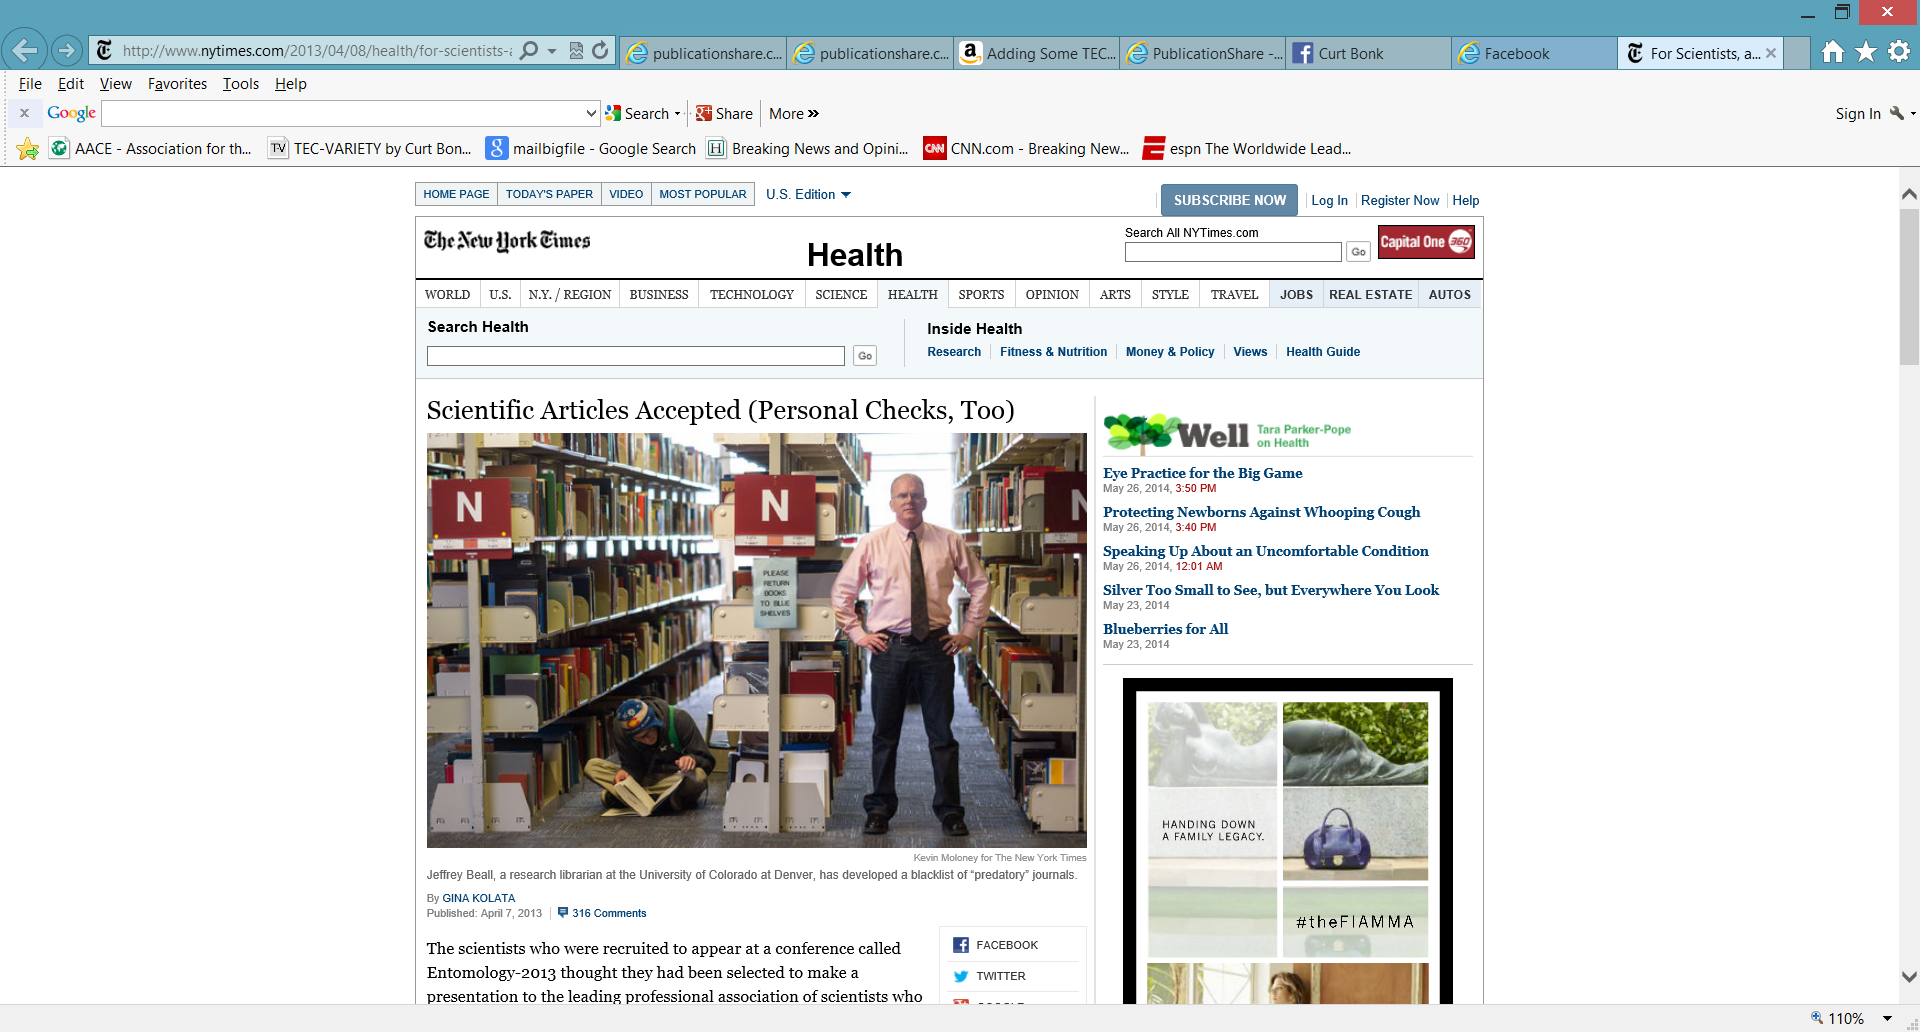 http://www.nytimes.com/2013/04/08/health/for-scientists-a
publicationshare.c...
publicationshare.c...
Adding Some TEC...
PublicationShare -...
Curt Bonk
Facebook
For Scientists, a...
File Edit View Favorites Tools Help
x Google Search Share More »
Sign In
AACE - Association for th...
TEC-VARIETY by Curt Bon...
mailbigfile - Google Search
Breaking News and Opini...
CNN.com - Breaking New...
espn The Worldwide Lead...
HOME PAGE TODAY'S PAPER VIDEO MOST POPULAR U.S. Edition
SUBSCRIBE NOW Log In Register Now Help
The New York Times
Health
Search All NYTimes.com
Go
Capital One 360
WORLD U.S. N.Y. / REGION BUSINESS TECHNOLOGY SCIENCE HEALTH SPORTS OPINION ARTS STYLE TRAVEL JOBS REAL ESTATE AUTOS
Search Health
Go
Inside Health
Research Fitness & Nutrition Money & Policy Views Health Guide
Scientific Articles Accepted (Personal Checks, Too)
N
N
N
PLEASE
RETURN
BOOKS
TO BLUE
SHELVES
Kevin Moloney for The New York Times
Jeffrey Beall, a research librarian at the University of Colorado at Denver, has developed a blacklist of “predatory” journals.
By GINA KOLATA
Published: April 7, 2013 316 Comments
The scientists who were recruited to appear at a conference called
Entomology-2013 thought they had been selected to make a
presentation to the leading professional association of scientists who
FACEBOOK
TWITTER
Well
Tara Parker-Pope
on Health
Eye Practice for the Big Game
May 26, 2014, 3:50 PM
Protecting Newborns Against Whooping Cough
May 26, 2014, 3:40 PM
Speaking Up About an Uncomfortable Condition
May 26, 2014, 12:01 AM
Silver Too Small to See, but Everywhere You Look
May 23, 2014
Blueberries for All
May 23, 2014
HANDING DOWN
A FAMILY LEGACY.
#theFIAMMA
110%